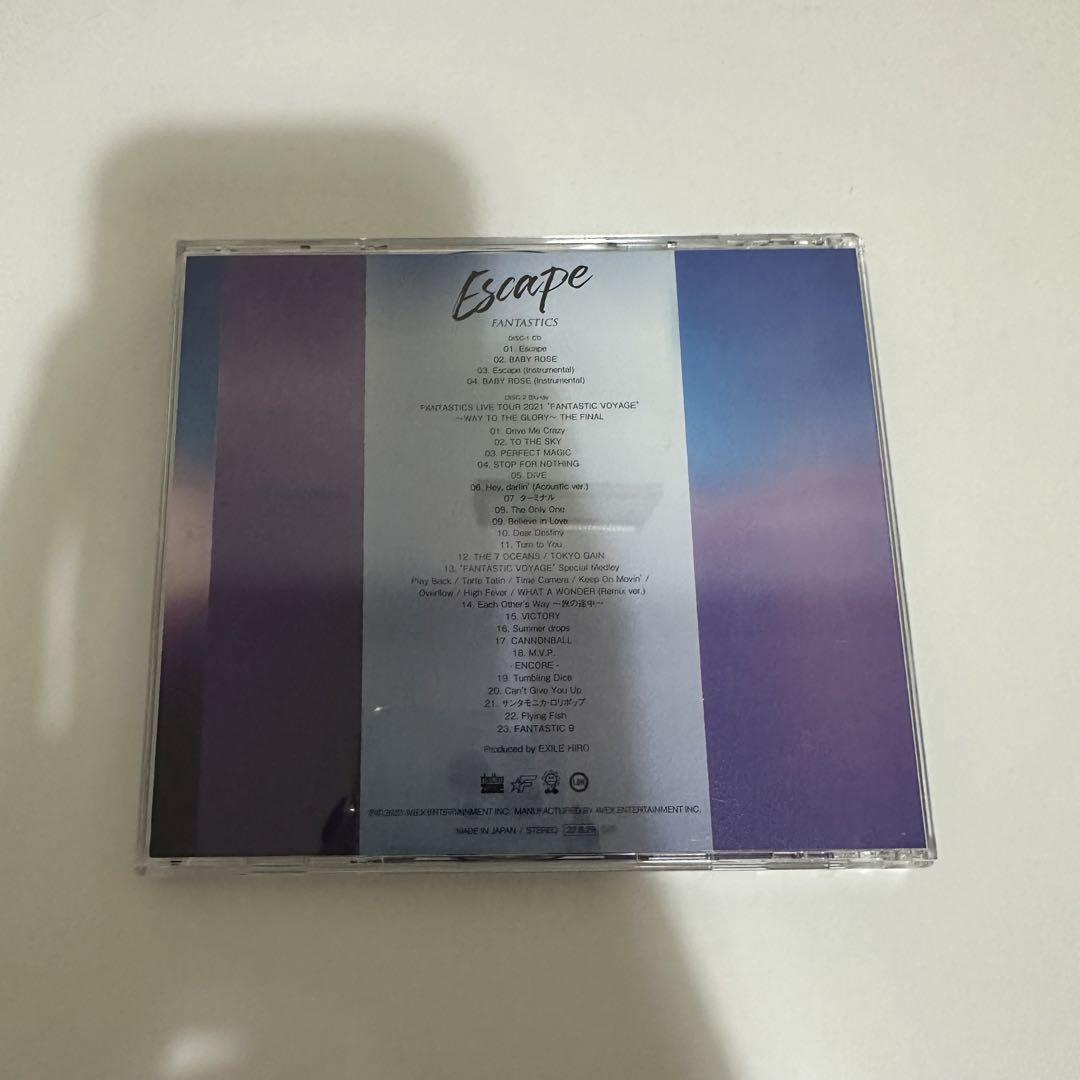 Escape
FANTASTICS
DISC-1 CD
01. Escape
02. BABY ROSE
03. Escape (Instrumental)
04. BABY ROSE (Instrumental)
DISC-2 Blu-ray
FANTASTICS LIVE TOUR 2021 "FANTASTIC VOYAGE"
～WAY TO THE GLORY～ THE FINAL
01. Drive Me Crazy
02. TO THE SKY
03. PERFECT MAGIC
04. STOP FOR NOTHING
05. DiVE
06. Hey, darlin' (Acoustic ver.)
07. ターミナル
08. The Only One
09. Believe in Love
10. Dear Destiny
11. Turn to You
12. THE 7 OCEANS / TOKYO GAIN
13. "FANTASTIC VOYAGE" Special Medley
Play Back / Tarte Tatin / Time Camera / Keep On Movin' /
Overflow / High Fever / WHAT A WONDER (Remix ver.)
14. Each Other's Way ～旅の途中～
15. VICTORY
16. Summer drops
17. CANNONBALL
18. M.V.P.
- ENCORE -
19. Tumbling Dice
20. Can't Give You Up
21. サンタモニカ・ロリポップ
22. Flying Fish
23. FANTASTIC 9
Produced by EXILE HIRO
rhythm zone F LDH
AVEX ENTERTAINMENT INC. MANUFACTURED BY AVEX ENTERTAINMENT INC.
MADE IN JAPAN / STEREO